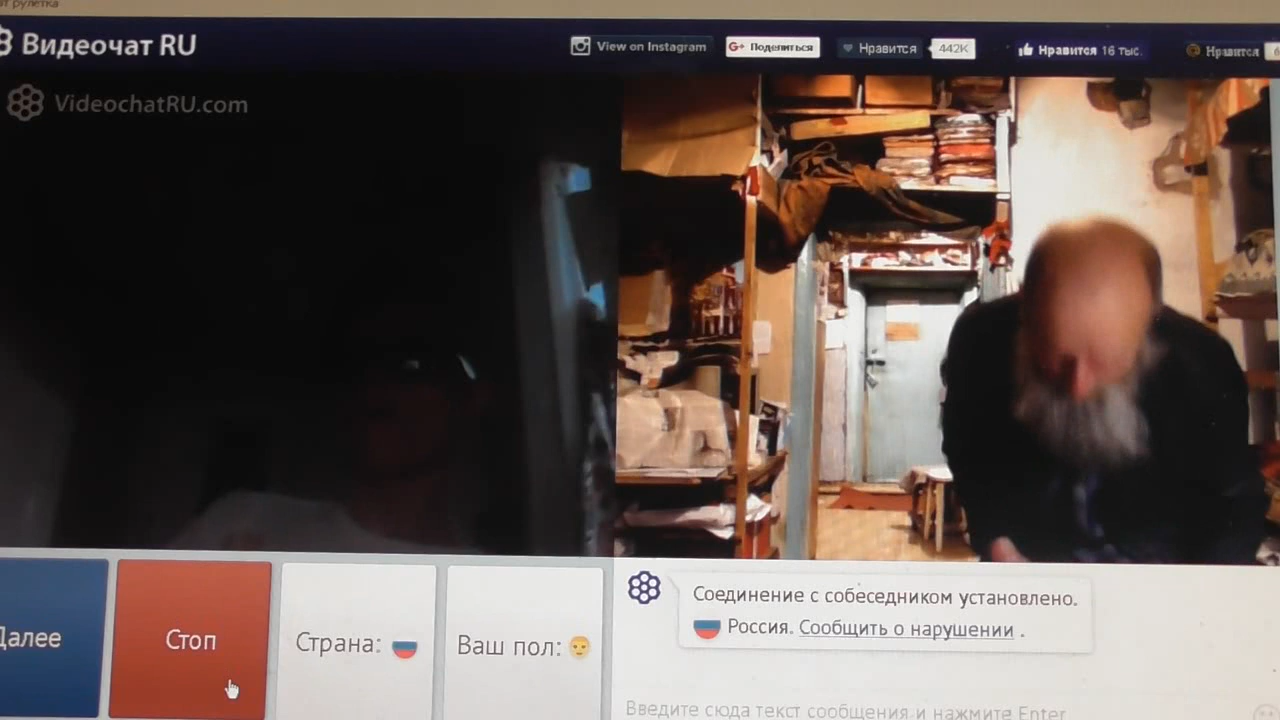 ат рулетка
Видеочат RU
View on Instagram
G+ Поделиться
Нравится
442K
Нравится 16 тыс.
Нравится
VideochatRU.com
Далее
Стоп
Страна:
Ваш пол:
Соединение с собеседником установлено.
Россия. Сообщить о нарушении .
Введите сюда текст сообщения и нажмите Enter